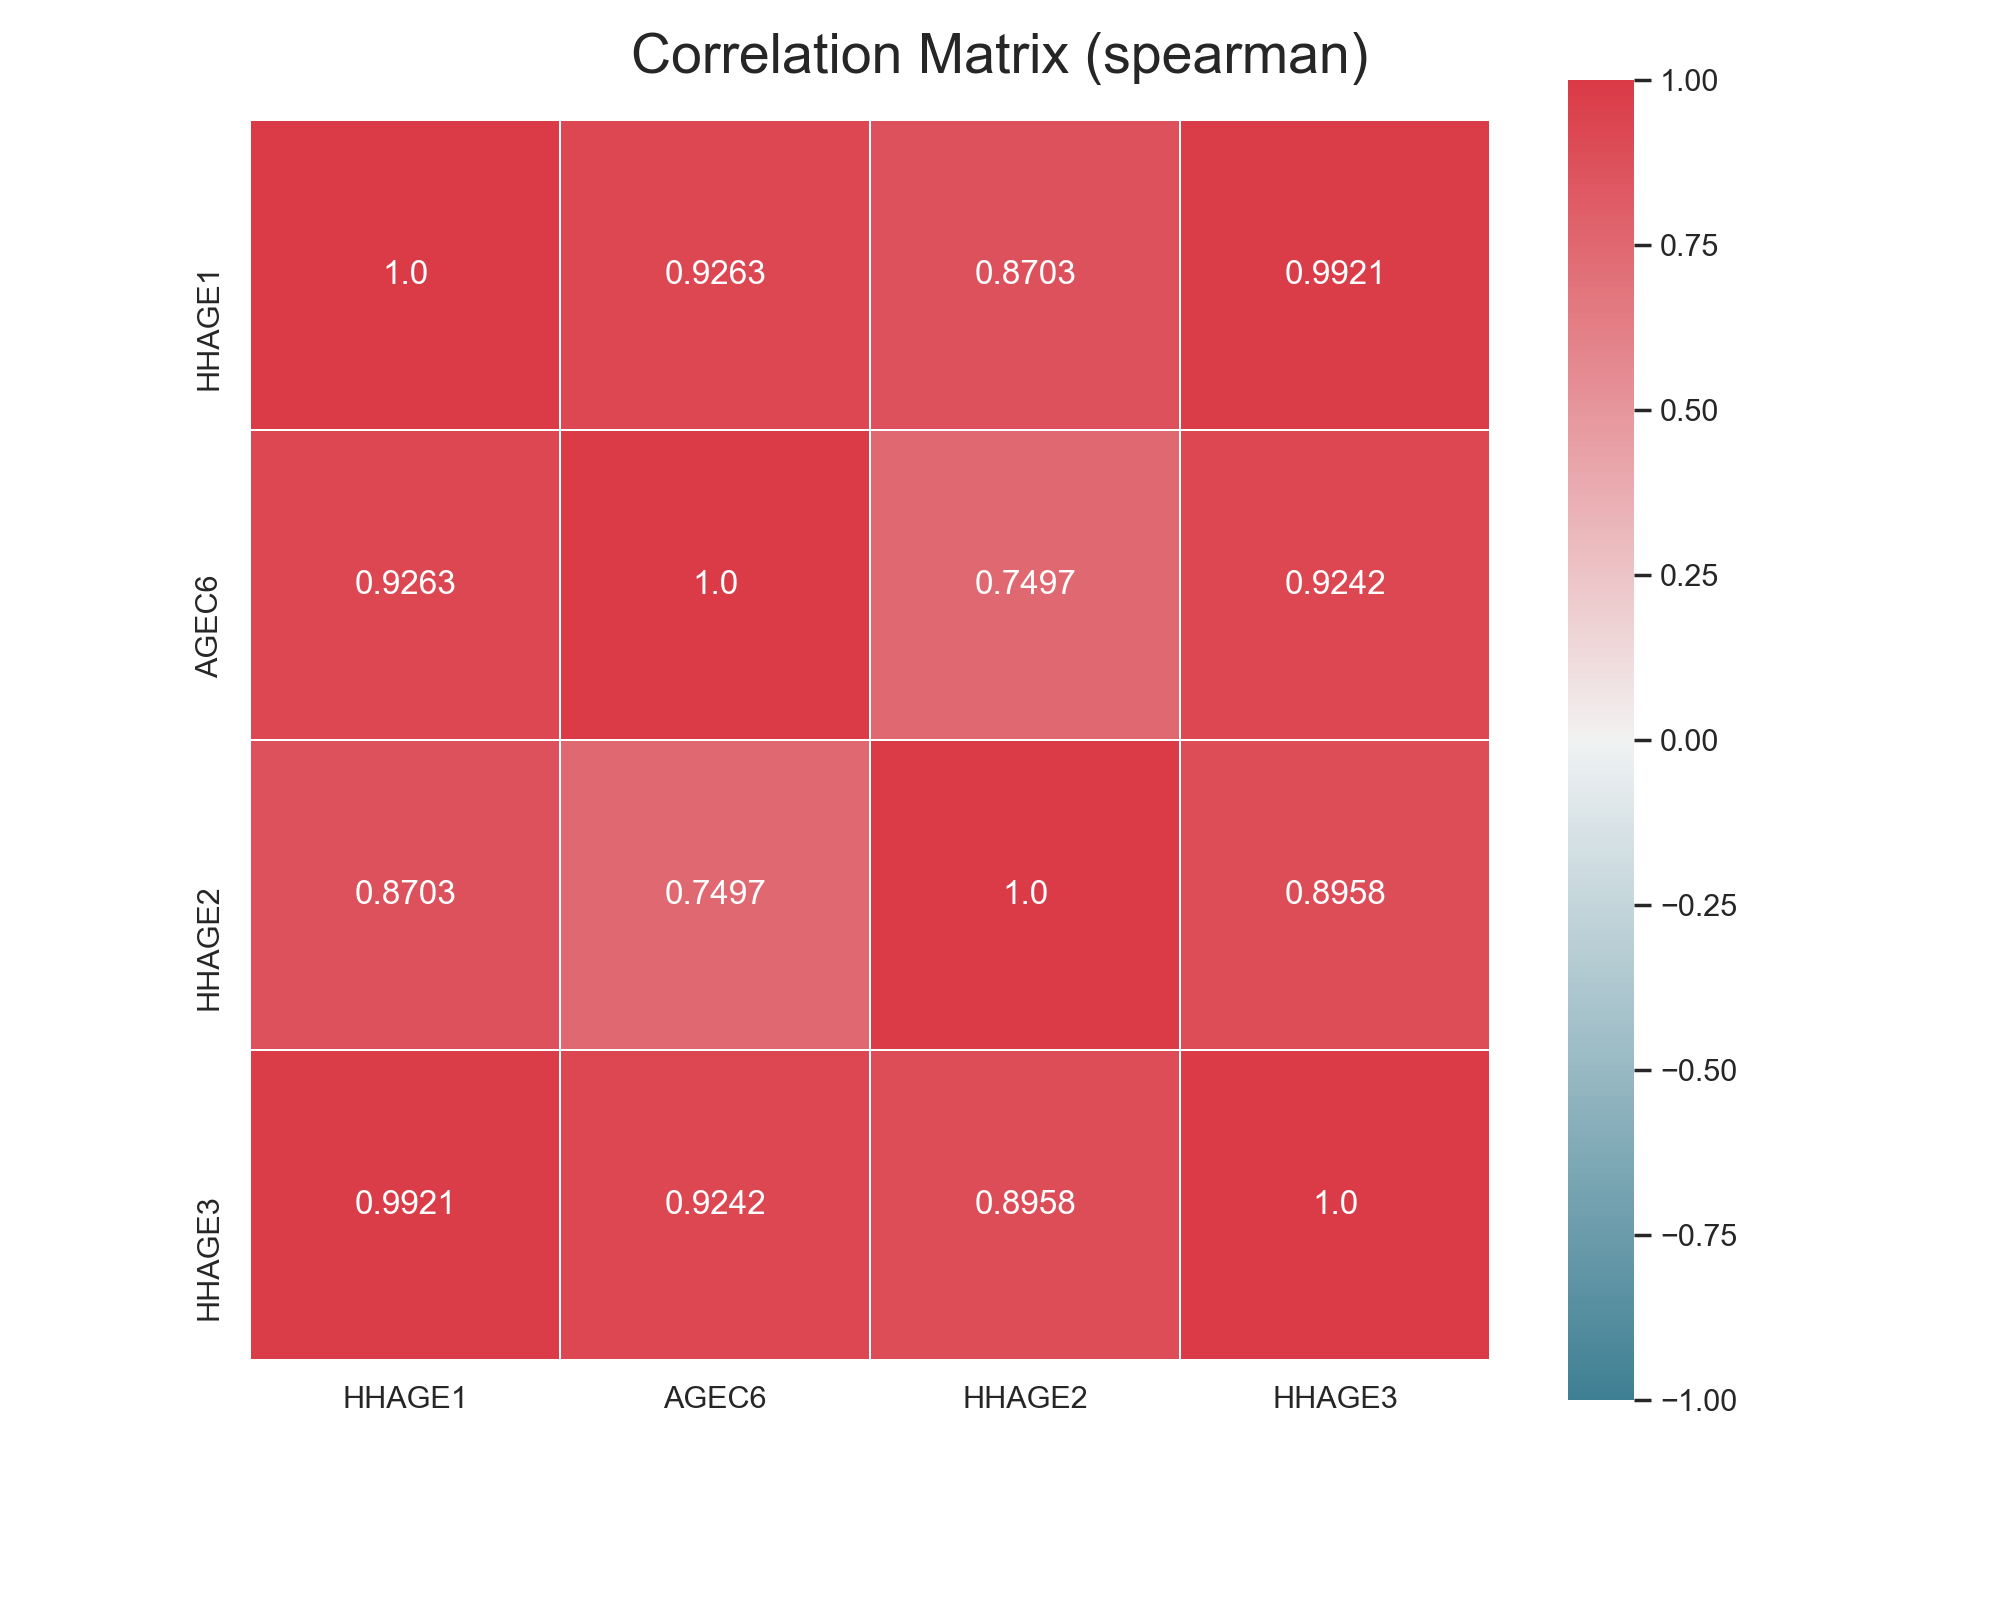 Correlation Matrix (spearman)
1.00
0.75
0.50
0.25
0.00
−0.25
−0.50
−0.75
−1.00
HHAGE1
1.0 0.9263 0.8703 0.9921
AGEC6
0.9263 1.0 0.7497 0.9242
HHAGE2
0.8703 0.7497 1.0 0.8958
HHAGE3
0.9921 0.9242 0.8958 1.0
HHAGE1 AGEC6 HHAGE2 HHAGE3